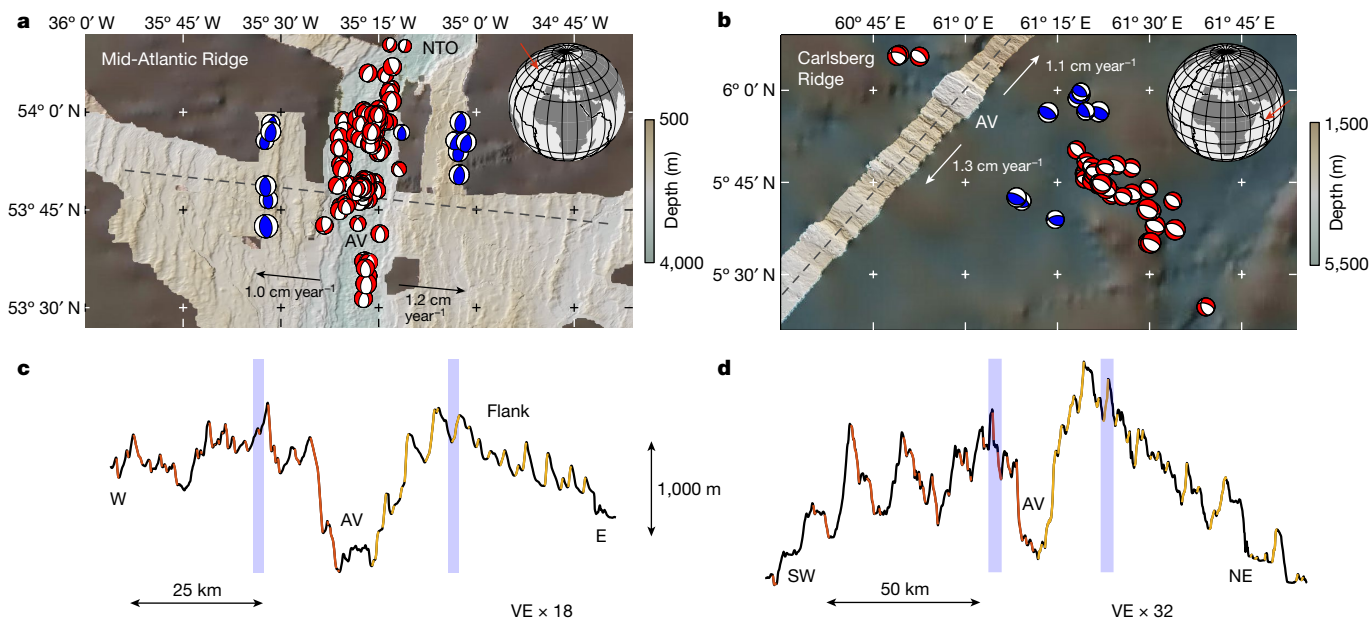 a
36° 0′ W 35° 45′ W 35° 30′ W 35° 15′ W 35° 0′ W 34° 45′ W
Mid-Atlantic Ridge
NTO
54° 0′ N
53° 45′ N
53° 30′ N
AV
1.0 cm year⁻¹
1.2 cm
year⁻¹
500
Depth (m)
4,000
b
60° 45′ E 61° 0′ E 61° 15′ E 61° 30′ E 61° 45′ E
Carlsberg
Ridge
1.1 cm year⁻¹
6° 0′ N
AV
1.3 cm year⁻¹
5° 45′ N
5° 30′ N
1,500
Depth (m)
5,500
c
Flank
W
AV
E
1,000 m
25 km
VE × 18
d
AV
SW
NE
50 km
VE × 32